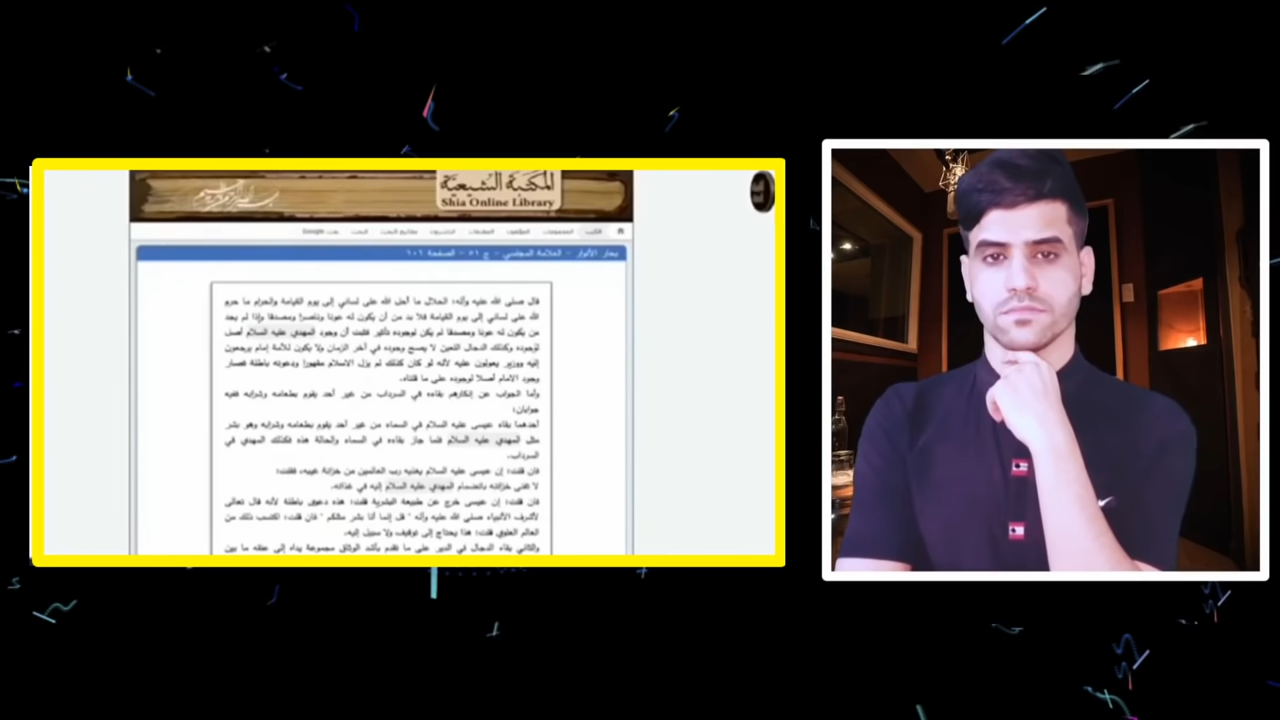 المكتبة الشيعية
Shia Online Library
الكتب
بحار الأنوار - العلامة المجلسي - ج ٥١ - الصفحة ١٠٦
قال صلى الله عليه وآله: الحلال ما أحل الله على لساني إلى يوم القيامة والحرام ما حرم
الله على لساني إلى يوم القيامة فلا بد من أن يكون له عونا وناصرا ومصدقا وإذا لم يجد
من يكون له عونا ومصدقا لم يكن لوجوده تأثير فثبت أن وجود المهدي عليه السلام أصل
لوجوده وكذلك الدجال اللعين لا يصح وجوده في آخر الزمان ولا يكون للأمة إمام يرجعون
إليه ووزير يعولون عليه لأنه لو كان كذلك لم يزل الاسلام مقهورا ودعوته باطلة فصار
وجود الامام أصلا لوجوده على ما قلناه.
وأما الجواب عن إنكارهم بقاءه في السرداب من غير أحد يقوم بطعامه وشرابه ففيه
جوابان:
أحدهما بقاء عيسى عليه السلام في السماء من غير أحد يقوم بطعامه وشرابه وهو بشر
مثل المهدي عليه السلام فلما جاز بقاءه في السماء والحالة هذه فكذلك المهدي في
السرداب.
فان قلت: إن عيسى عليه السلام يغذيه رب العالمين من خزانة غيبه، فقلت:
لا تفنى خزائنه بانضمام المهدي عليه السلام إليه في غذائه.
فان قلت: إن عيسى خرج عن طبيعة البشرية قلت: هذه دعوى باطلة لأنه قال تعالى
لأشرف الأنبياء صلى الله عليه وآله " قل إنما أنا بشر مثلكم " فان قلت: اكتسب ذلك من
العالم العلوي قلت: هذا يحتاج إلى توقيف ولا سبيل إليه.
والثاني بقاء الدجال في الدير على ما تقدم بأشد الوثاق مجموعة يداه إلى عنقه ما بين